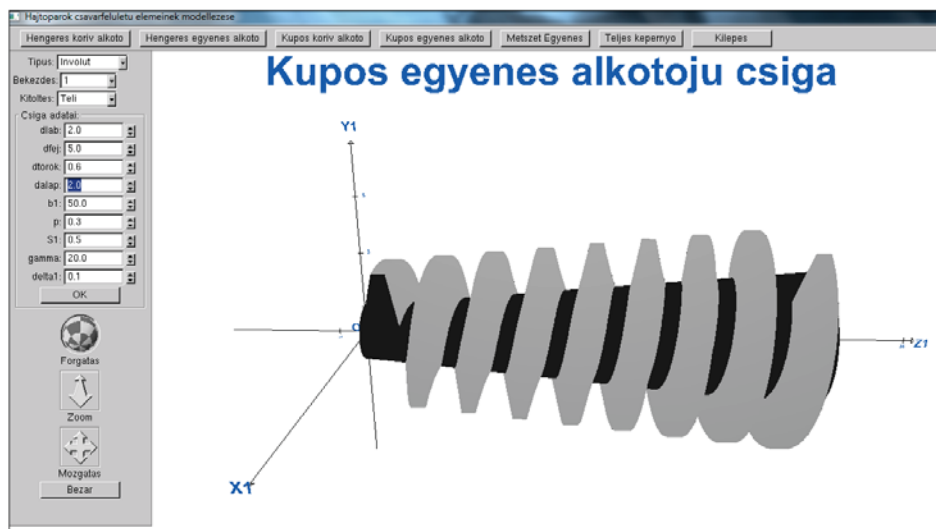 Hajtoparok csavarfeluletu elemeinek modellezese
Hengeres koriv alkoto Hengeres egyenes alkoto Kupos koriv alkoto Kupos egyenes alkoto Metszet Egyenes Teljes kepernyo Kilepes
Tipus: Involut
Bekezdes: 1
Kitoltes: Teli
Csiga adatai:
dlab: 2.0
dfej: 5.0
dtorok: 0.6
dalap: 2.0
b1: 50.0
p: 0.3
S1: 0.5
gamma: 20.0
delta1: 0.1
OK
Forgatas
Zoom
Mozgatas
Bezar
Kupos egyenes alkotoju csiga
Y1
O
Z1
X1